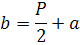 b = P/2 + a